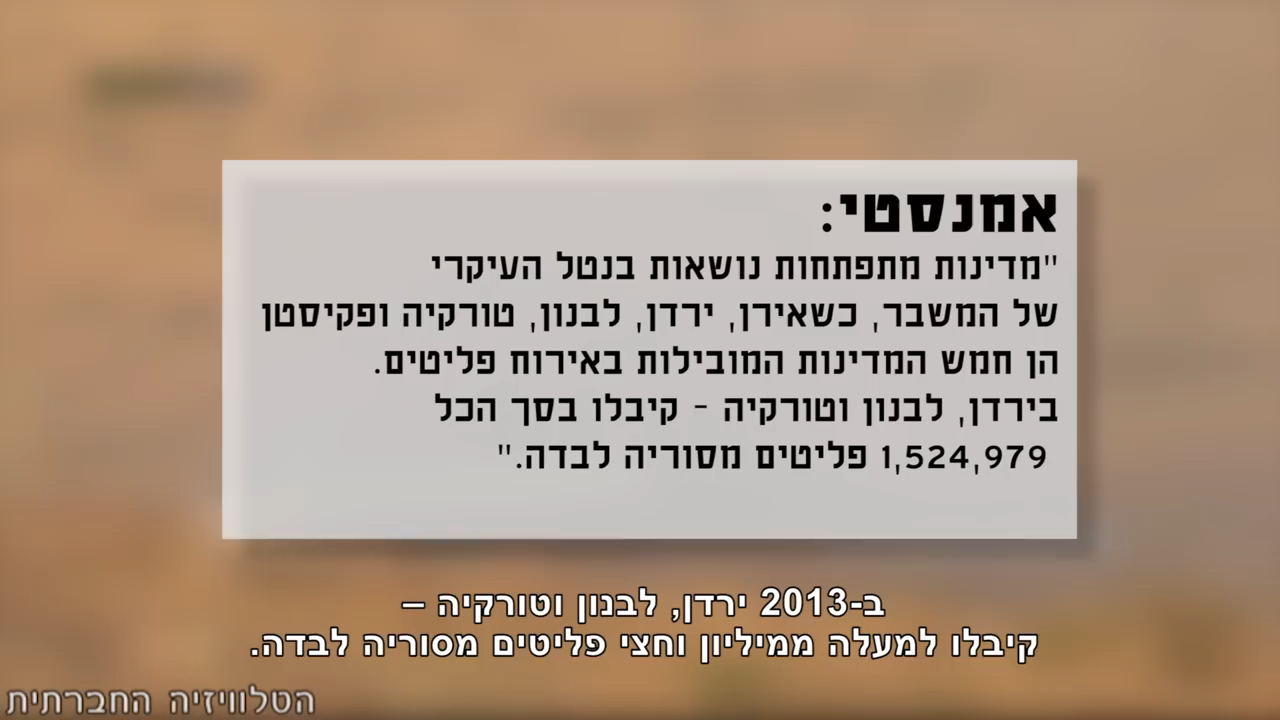 אמנסטי:
"מדינות מתפתחות נושאות בנטל העיקרי
של המשבר, כשאירן, ירדן, לבנון, טורקיה ופקיסטן
הן חמש המדינות המובילות באירוח פליטים.
בירדן, לבנון וטורקיה - קיבלו בסך הכל
1,524,979 פליטים מסוריה לבדה."
ב-2013 ירדן, לבנון וטורקיה –
קיבלו למעלה ממיליון וחצי פליטים מסוריה לבדה.
הטלוויזיה החברתית